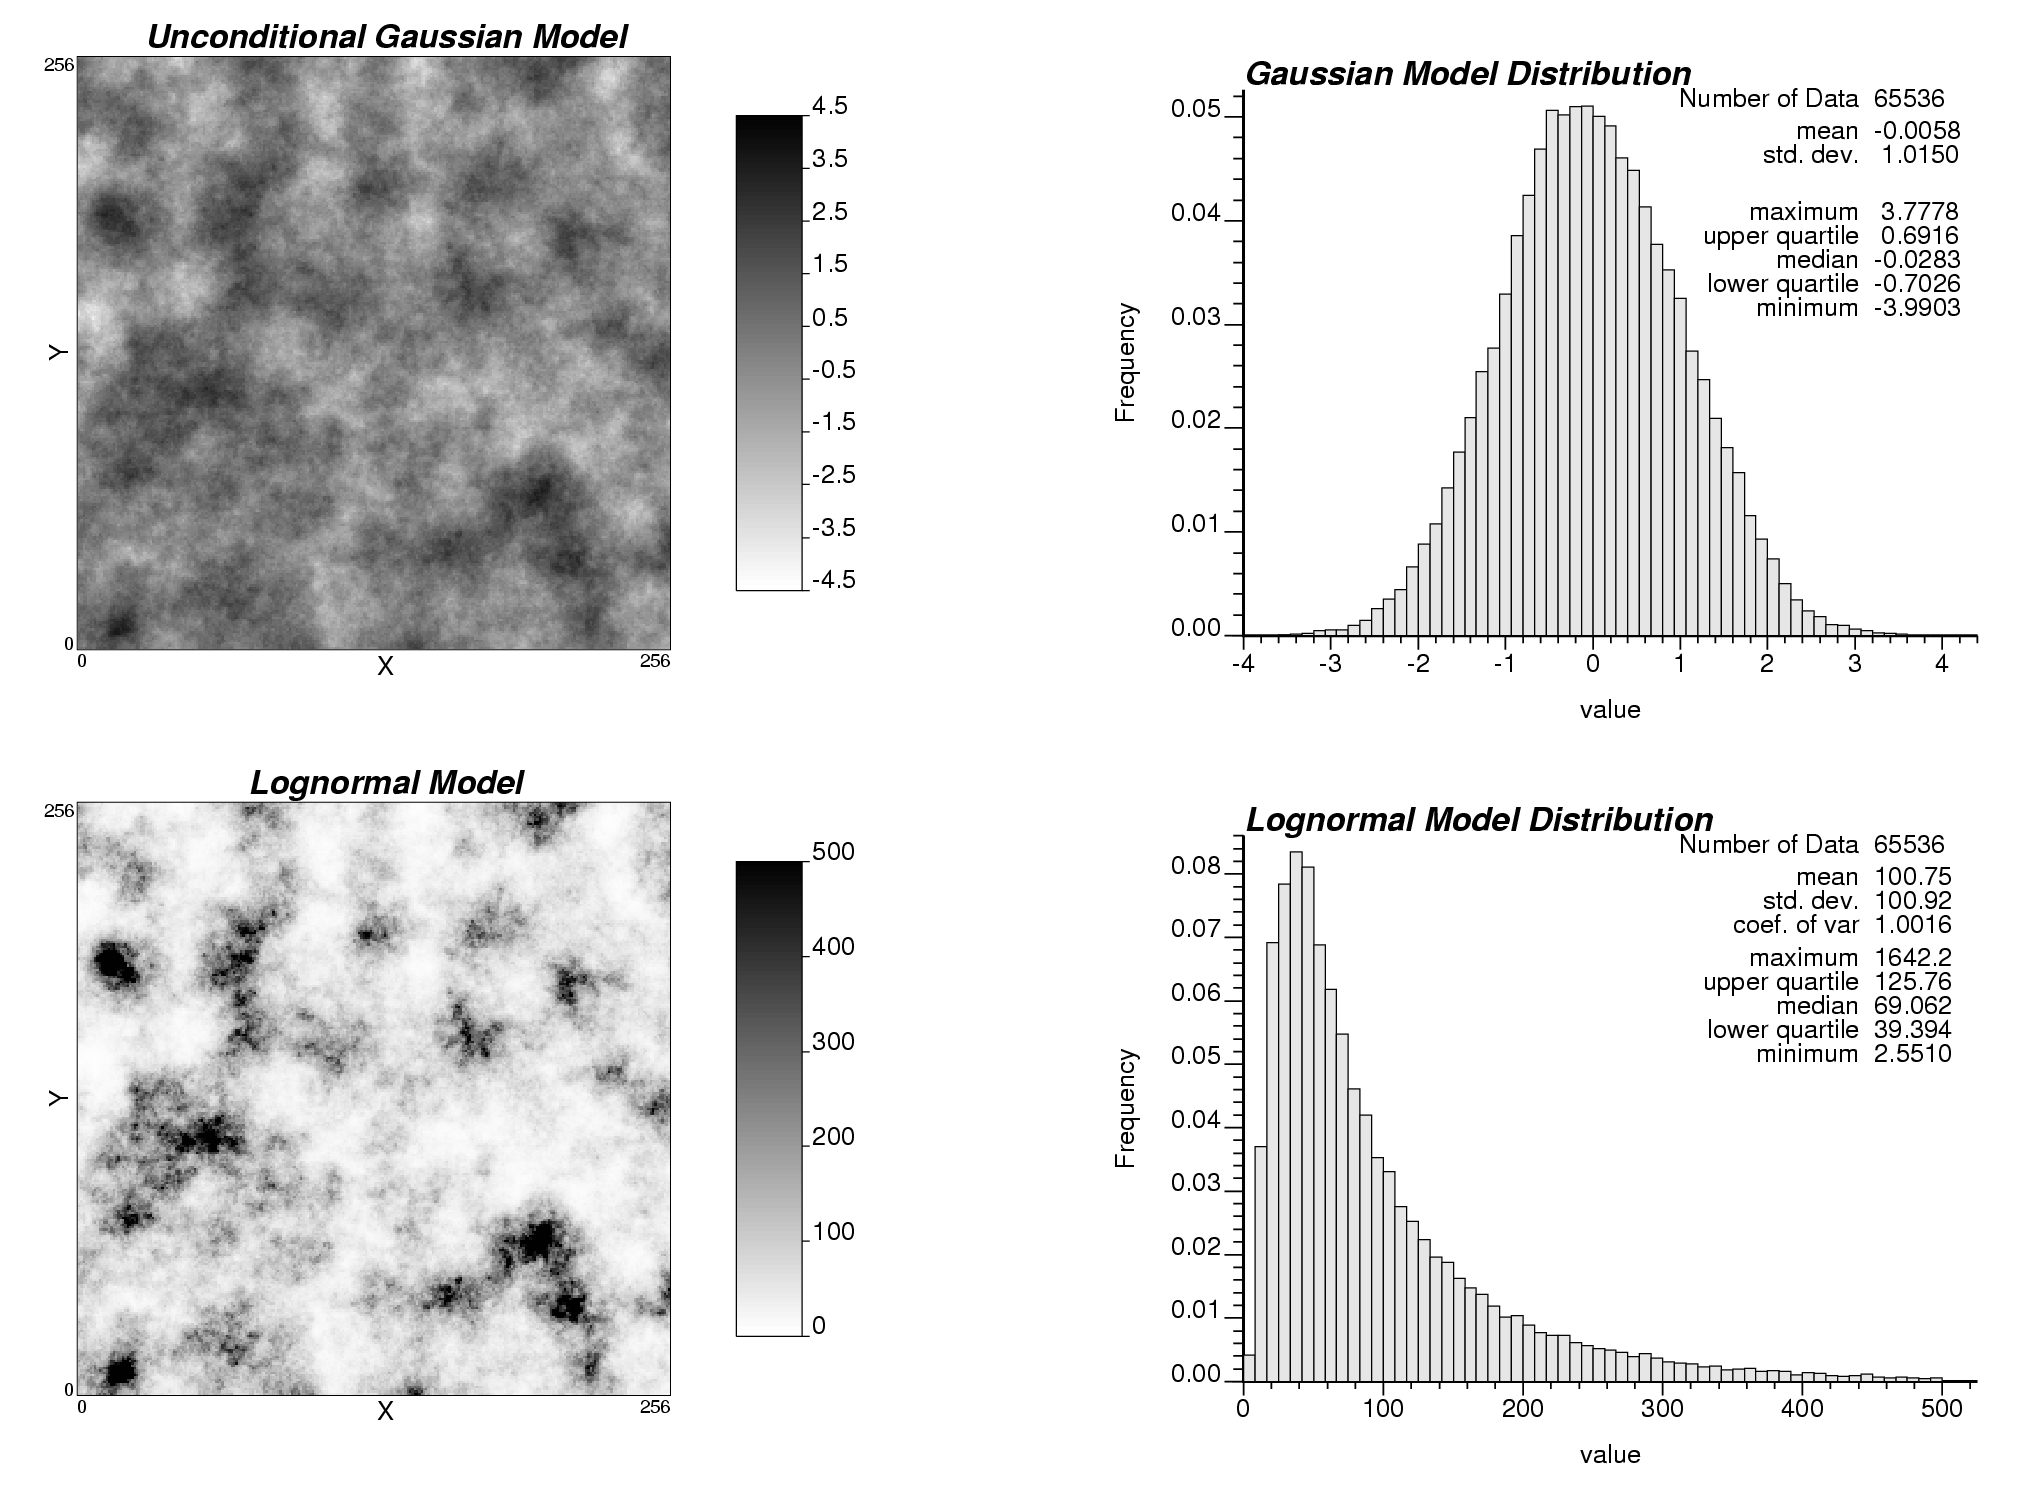 Unconditional Gaussian Model
256
Y
0
0
X
256
4.5
3.5
2.5
1.5
0.5
-0.5
-1.5
-2.5
-3.5
-4.5
Gaussian Model Distribution
Number of Data 65536
mean -0.0058
std. dev. 1.0150
maximum 3.7778
upper quartile 0.6916
median -0.0283
lower quartile -0.7026
minimum -3.9903
Frequency
0.05
0.04
0.03
0.02
0.01
0.00
-4 -3 -2 -1 0 1 2 3 4
value
Lognormal Model
256
Y
0
0
X
256
500
400
300
200
100
0
Lognormal Model Distribution
Number of Data 65536
mean 100.75
std. dev. 100.92
coef. of var 1.0016
maximum 1642.2
upper quartile 125.76
median 69.062
lower quartile 39.394
minimum 2.5510
Frequency
0.08
0.07
0.06
0.05
0.04
0.03
0.02
0.01
0.00
0 100 200 300 400 500
value